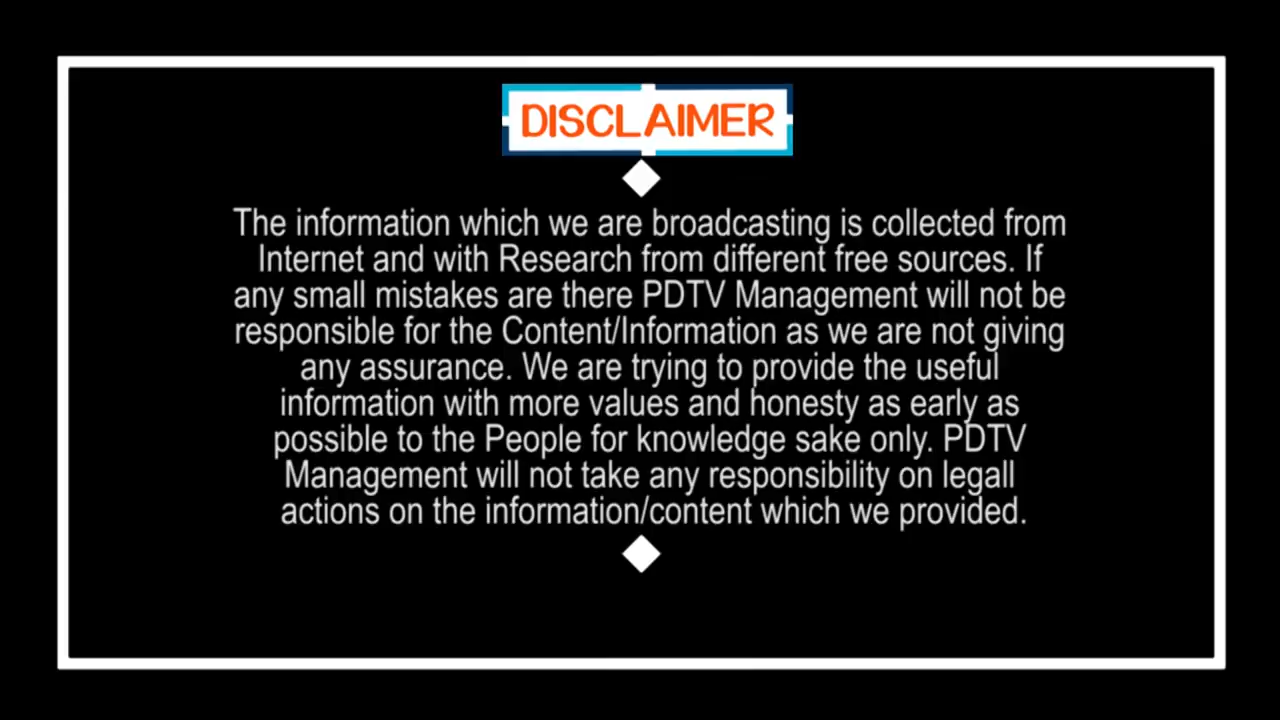 DISCLAIMER
The information which we are broadcasting is collected from
Internet and with Research from different free sources. If
any small mistakes are there PDTV Management will not be
responsible for the Content/Information as we are not giving
any assurance. We are trying to provide the useful
information with more values and honesty as early as
possible to the People for knowledge sake only. PDTV
Management will not take any responsibility on legall
actions on the information/content which we provided.